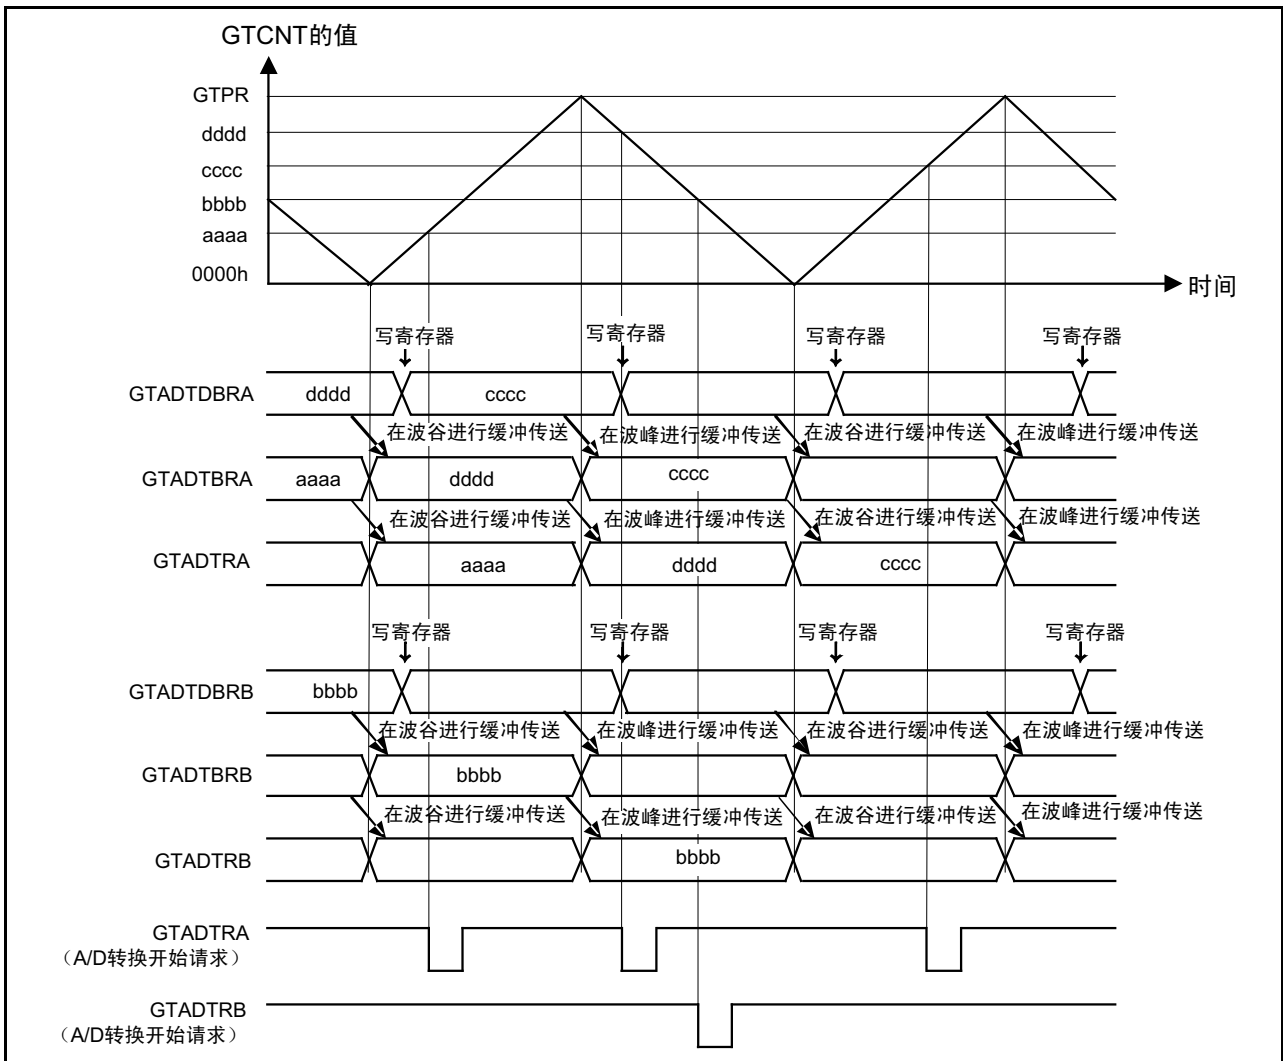 GTCNT的值
GTPR
dddd
cccc
bbbb
aaaa
0000h
时间
写寄存器 写寄存器 写寄存器 写寄存器
GTADTDBRA dddd cccc
在波谷进行缓冲传送 在波峰进行缓冲传送 在波谷进行缓冲传送 在波峰进行缓冲传送
GTADTBRA aaaa dddd cccc
在波谷进行缓冲传送 在波峰进行缓冲传送 在波谷进行缓冲传送 在波峰进行缓冲传送
GTADTRA aaaa dddd cccc
写寄存器 写寄存器 写寄存器 写寄存器
GTADTDBRB bbbb
在波谷进行缓冲传送 在波峰进行缓冲传送 在波谷进行缓冲传送 在波峰进行缓冲传送
GTADTBRB bbbb
在波谷进行缓冲传送 在波峰进行缓冲传送 在波谷进行缓冲传送 在波峰进行缓冲传送
GTADTRB bbbb
GTADTRA
（A/D转换开始请求）
GTADTRB
（A/D转换开始请求）